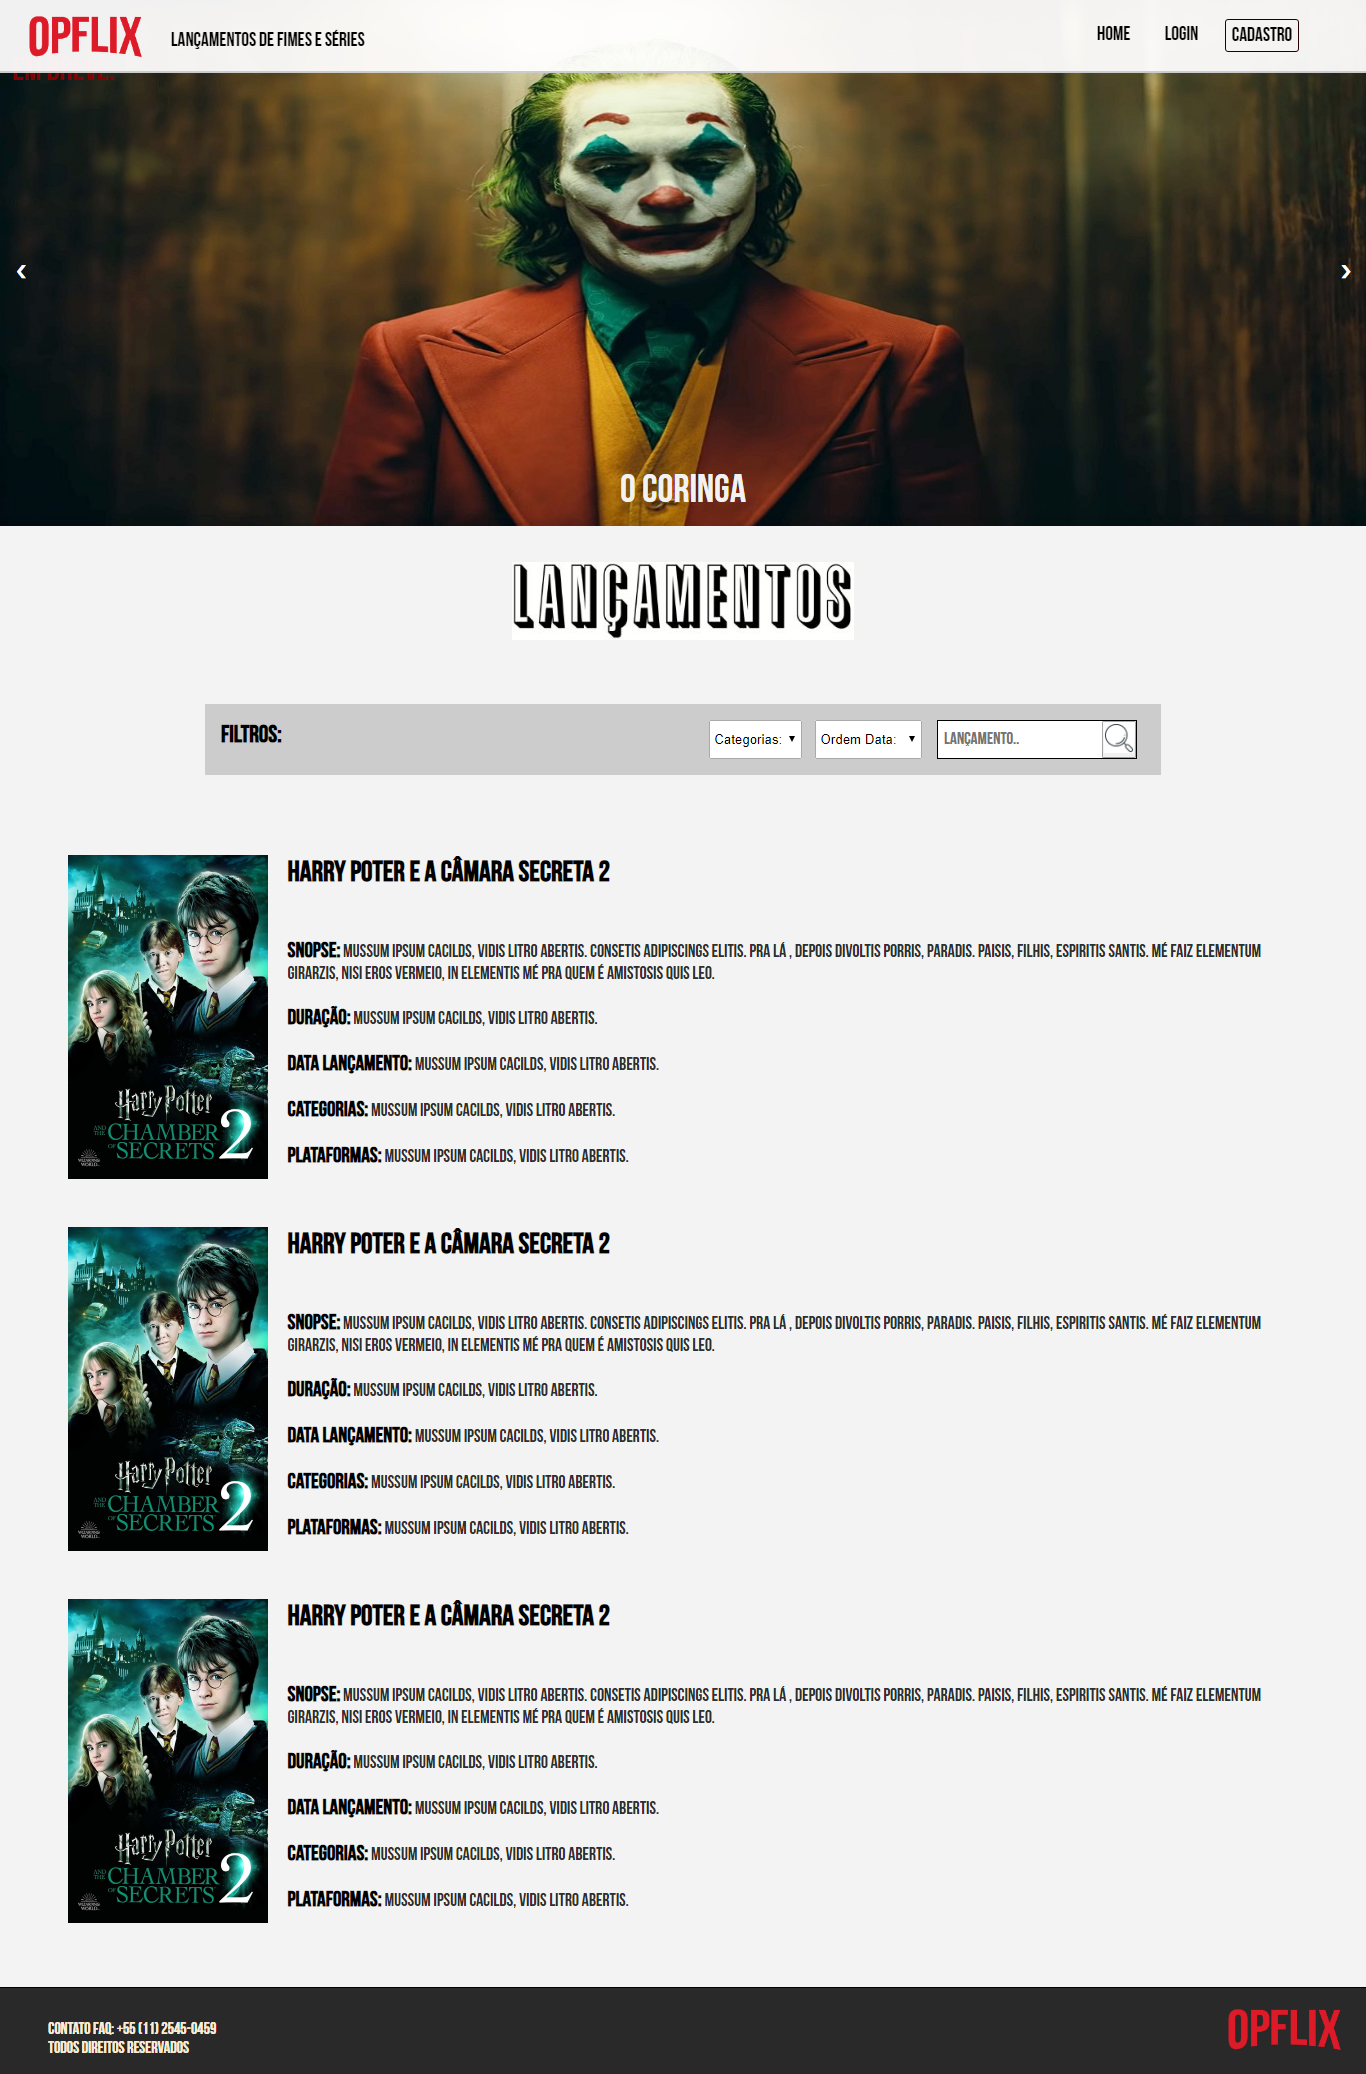 OPFLIX
LANÇAMENTOS DE FIMES E SÉRIES
HOME
LOGIN
CADASTRO
EM BREVE:
‹
›
O CORINGA
LANÇAMENTOS
FILTROS:
Categorias:
Ordem Data:
LANÇAMENTO..
HARRY POTER E A CÂMARA SECRETA 2
SNOPSE: MUSSUM IPSUM CACILDS, VIDIS LITRO ABERTIS. CONSETIS ADIPISCINGS ELITIS. PRA LÁ , DEPOIS DIVOLTIS PORRIS, PARADIS. PAISIS, FILHIS, ESPIRITIS SANTIS. MÉ FAIZ ELEMENTUM
GIRARZIS, NISI EROS VERMEIO, IN ELEMENTIS MÉ PRA QUEM É AMISTOSIS QUIS LEO.
DURAÇÃO: MUSSUM IPSUM CACILDS, VIDIS LITRO ABERTIS.
DATA LANÇAMENTO: MUSSUM IPSUM CACILDS, VIDIS LITRO ABERTIS.
CATEGORIAS: MUSSUM IPSUM CACILDS, VIDIS LITRO ABERTIS.
PLATAFORMAS: MUSSUM IPSUM CACILDS, VIDIS LITRO ABERTIS.
Harry Potter
AND THE CHAMBER
OF SECRETS 2
WIZARDING
WORLD
HARRY POTER E A CÂMARA SECRETA 2
SNOPSE: MUSSUM IPSUM CACILDS, VIDIS LITRO ABERTIS. CONSETIS ADIPISCINGS ELITIS. PRA LÁ , DEPOIS DIVOLTIS PORRIS, PARADIS. PAISIS, FILHIS, ESPIRITIS SANTIS. MÉ FAIZ ELEMENTUM
GIRARZIS, NISI EROS VERMEIO, IN ELEMENTIS MÉ PRA QUEM É AMISTOSIS QUIS LEO.
DURAÇÃO: MUSSUM IPSUM CACILDS, VIDIS LITRO ABERTIS.
DATA LANÇAMENTO: MUSSUM IPSUM CACILDS, VIDIS LITRO ABERTIS.
CATEGORIAS: MUSSUM IPSUM CACILDS, VIDIS LITRO ABERTIS.
PLATAFORMAS: MUSSUM IPSUM CACILDS, VIDIS LITRO ABERTIS.
Harry Potter
AND THE CHAMBER
OF SECRETS 2
WIZARDING
WORLD
HARRY POTER E A CÂMARA SECRETA 2
SNOPSE: MUSSUM IPSUM CACILDS, VIDIS LITRO ABERTIS. CONSETIS ADIPISCINGS ELITIS. PRA LÁ , DEPOIS DIVOLTIS PORRIS, PARADIS. PAISIS, FILHIS, ESPIRITIS SANTIS. MÉ FAIZ ELEMENTUM
GIRARZIS, NISI EROS VERMEIO, IN ELEMENTIS MÉ PRA QUEM É AMISTOSIS QUIS LEO.
DURAÇÃO: MUSSUM IPSUM CACILDS, VIDIS LITRO ABERTIS.
DATA LANÇAMENTO: MUSSUM IPSUM CACILDS, VIDIS LITRO ABERTIS.
CATEGORIAS: MUSSUM IPSUM CACILDS, VIDIS LITRO ABERTIS.
PLATAFORMAS: MUSSUM IPSUM CACILDS, VIDIS LITRO ABERTIS.
Harry Potter
AND THE CHAMBER
OF SECRETS 2
WIZARDING
WORLD
CONTATO FAQ: +55 (11) 2545-0459
TODOS DIREITOS RESERVADOS
OPFLIX